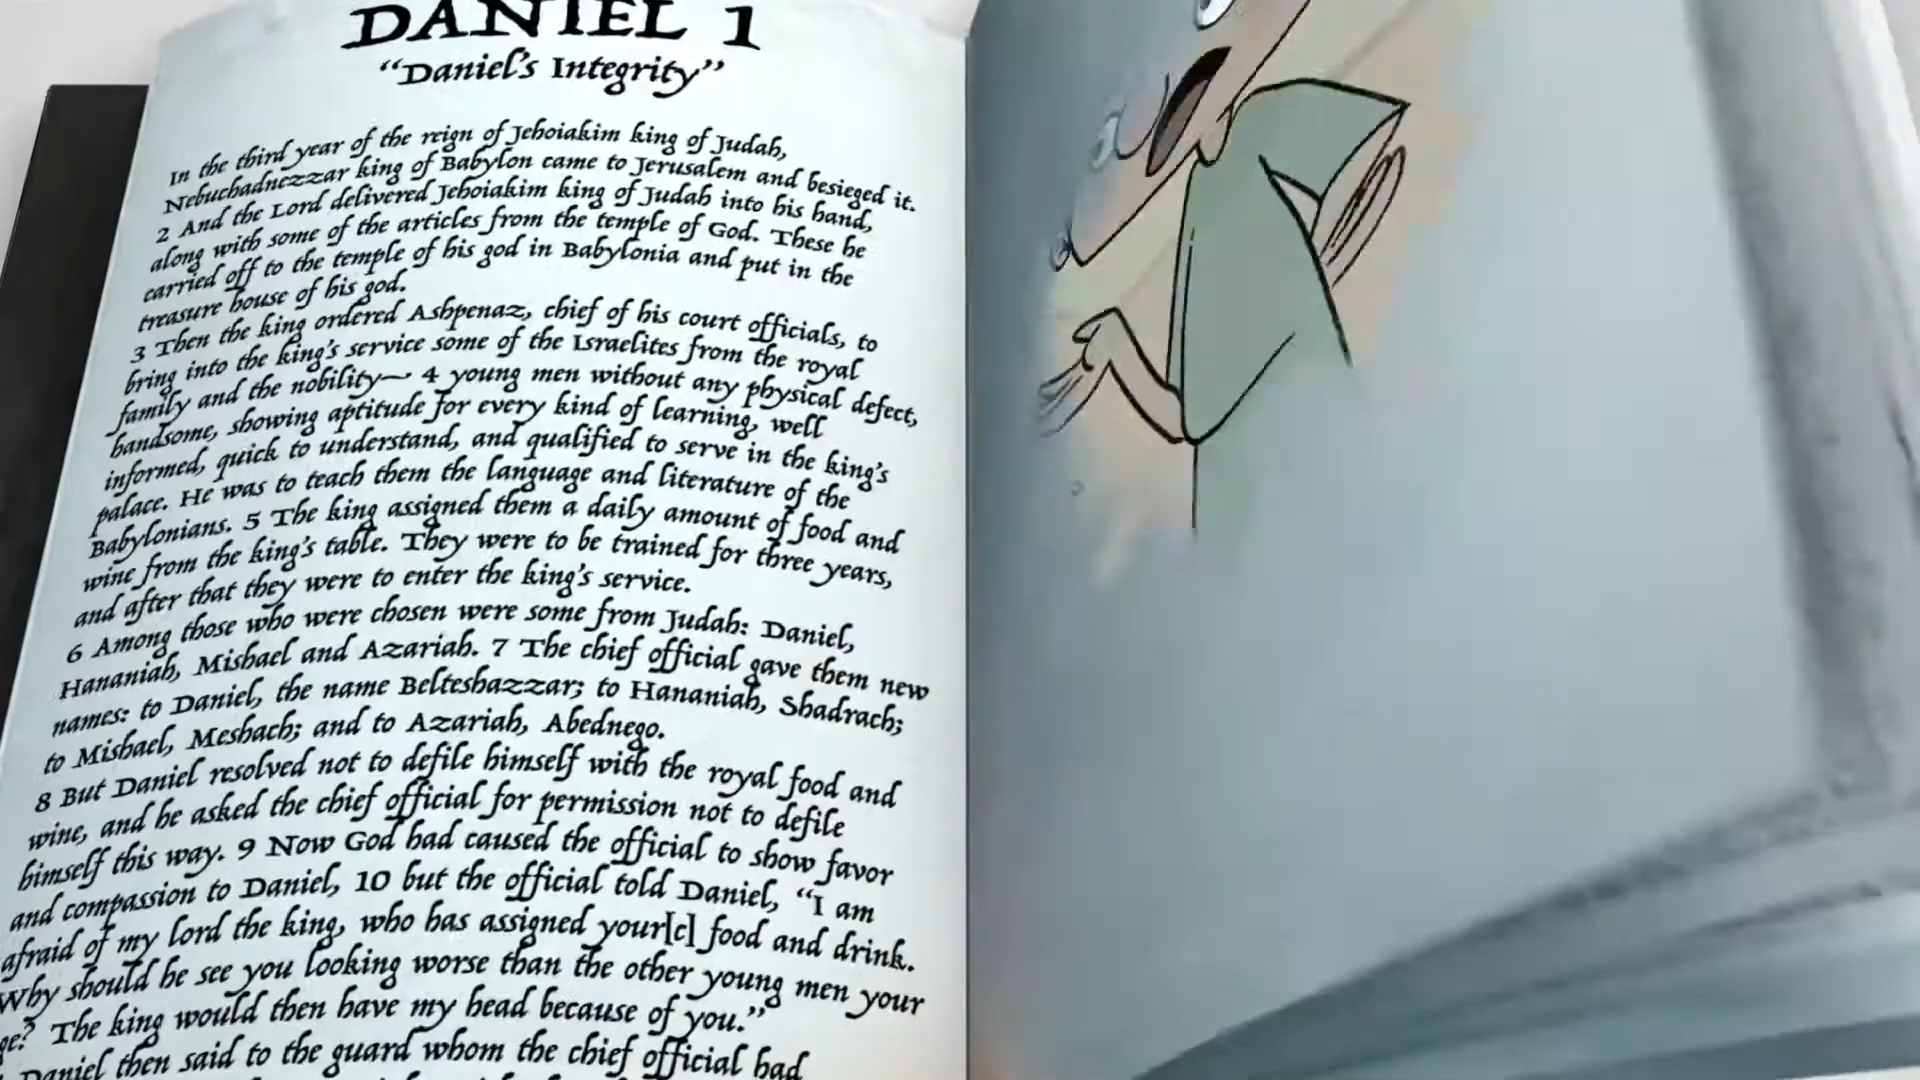 DANIEL 1
“Daniel's Integrity”
In the third year of the reign of Jehoiakim king of Judah,
Nebuchadnezzar king of Babylon came to Jerusalem and besieged it.
2 And the Lord delivered Jehoiakim king of Judah into his hand,
along with some of the articles from the temple of God. These he
carried off to the temple of his god in Babylonia and put in the
treasure house of his god.
3 Then the king ordered Ashpenaz, chief of his court officials, to
bring into the king's service some of the Israelites from the royal
family and the nobility— 4 young men without any physical defect,
handsome, showing aptitude for every kind of learning, well
informed, quick to understand, and qualified to serve in the king's
palace. He was to teach them the language and literature of the
Babylonians. 5 The king assigned them a daily amount of food and
wine from the king's table. They were to be trained for three years,
and after that they were to enter the king's service.
6 Among those who were chosen were some from Judah: Daniel,
Hananiah, Mishael and Azariah. 7 The chief official gave them new
names: to Daniel, the name Belteshazzar; to Hananiah, Shadrach;
to Mishael, Meshach; and to Azariah, Abednego.
8 But Daniel resolved not to defile himself with the royal food and
wine, and he asked the chief official for permission not to defile
himself this way. 9 Now God had caused the official to show favor
and compassion to Daniel, 10 but the official told Daniel, “I am
afraid of my lord the king, who has assigned your[c] food and drink.
Why should he see you looking worse than the other young men your
ge? The king would then have my head because of you.”
Daniel then said to the guard whom the chief official had